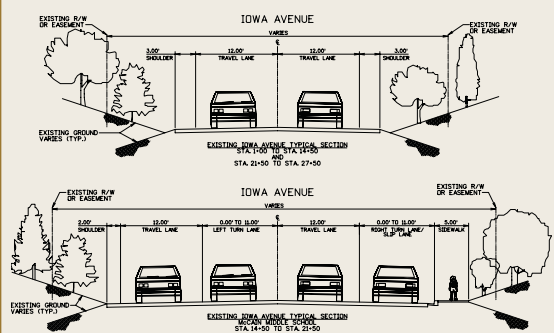 IOWA AVENUE
EXISTING R/W
OR EASEMENT
EXISTING R/W
OR EASEMENT
VARIES
℄
3.00'
SHOULDER
12.00'
TRAVEL LANE
12.00'
TRAVEL LANE
3.00'
SHOULDER
EXISTING GROUND
VARIES (TYP.)
EXISTING IOWA AVENUE TYPICAL SECTION
STA. 1+00 TO STA. 14+50
AND
STA. 21+50 TO STA. 27+50
IOWA AVENUE
EXISTING R/W
OR EASEMENT
EXISTING R/W
OR EASEMENT
VARIES
℄
2.00'
SHOULDER
12.00'
TRAVEL LANE
0.00' TO 11.00'
LEFT TURN LANE
12.00'
TRAVEL LANE
0.00' TO 11.00'
RIGHT TURN LANE/
SLIP LANE
5.00'
SIDEWALK
EXISTING GROUND
VARIES (TYP.)
EXISTING IOWA AVENUE TYPICAL SECTION
McCAIN MIDDLE SCHOOL
STA. 14+50 TO STA. 21+50